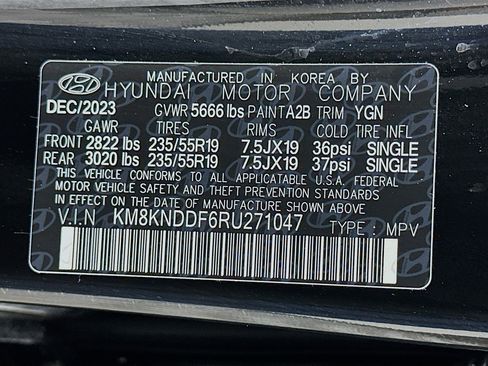 MANUFACTURED IN KOREA BY
HYUNDAI MOTOR COMPANY
DEC/2023 GVWR 5666 lbs PAINT A2B TRIM YGN
GAWR TIRES RIMS COLD TIRE INFL
FRONT 2822 lbs 235/55R19 7.5JX19 36psi SINGLE
REAR 3020 lbs 235/55R19 7.5JX19 37psi SINGLE
THIS VEHICLE CONFORMS TO ALL APPLICABLE U.S.A. FEDERAL
MOTOR VEHICLE SAFETY AND THEFT PREVENTION STANDARDS
IN EFFECT ON THE DATE OF MANUFACTURE SHOWN ABOVE.
V.I.N KM8KNDDF6RU271047 TYPE : MPV